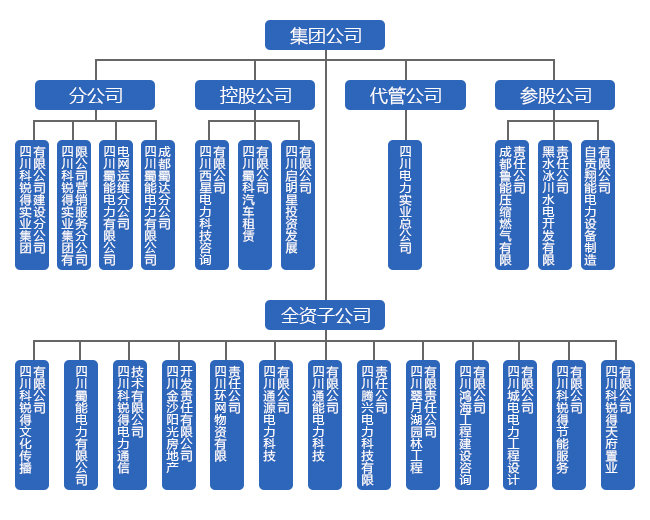 集团公司
分公司
控股公司
代管公司
参股公司
四川科锐得实业集团
有限公司建设分公司
四川科锐得实业集团有
限公司营销服务分公司
四川蜀能电力有限公司
电网运维分公司
四川蜀能电力有限公司
成都蜀达分公司
四川西星电力科技咨询
有限公司
四川蜀科汽车租赁
有限公司
四川启明星投资发展
有限公司
四川电力实业总公司
成都鲁能压缩燃气有限
责任公司
黑水冰川水电开发有限
责任公司
自贡翔能电力设备制造
有限公司
全资子公司
四川科锐得文化传播
有限公司
四川蜀能电力有限公司
四川科锐得电力通信
技术有限公司
四川金沙阳光房地产
开发责任有限公司
四川环网物资有限
责任公司
四川通源电力科技
有限公司
四川通能电力科技
有限公司
四川腾兴电力科技有限
责任公司
四川翠月湖园林工程
有限责任公司
四川鸿海工程建设咨询
有限公司
四川城电电力工程设计
有限公司
四川科锐得节能服务
有限公司
四川科锐得天府置业
有限公司